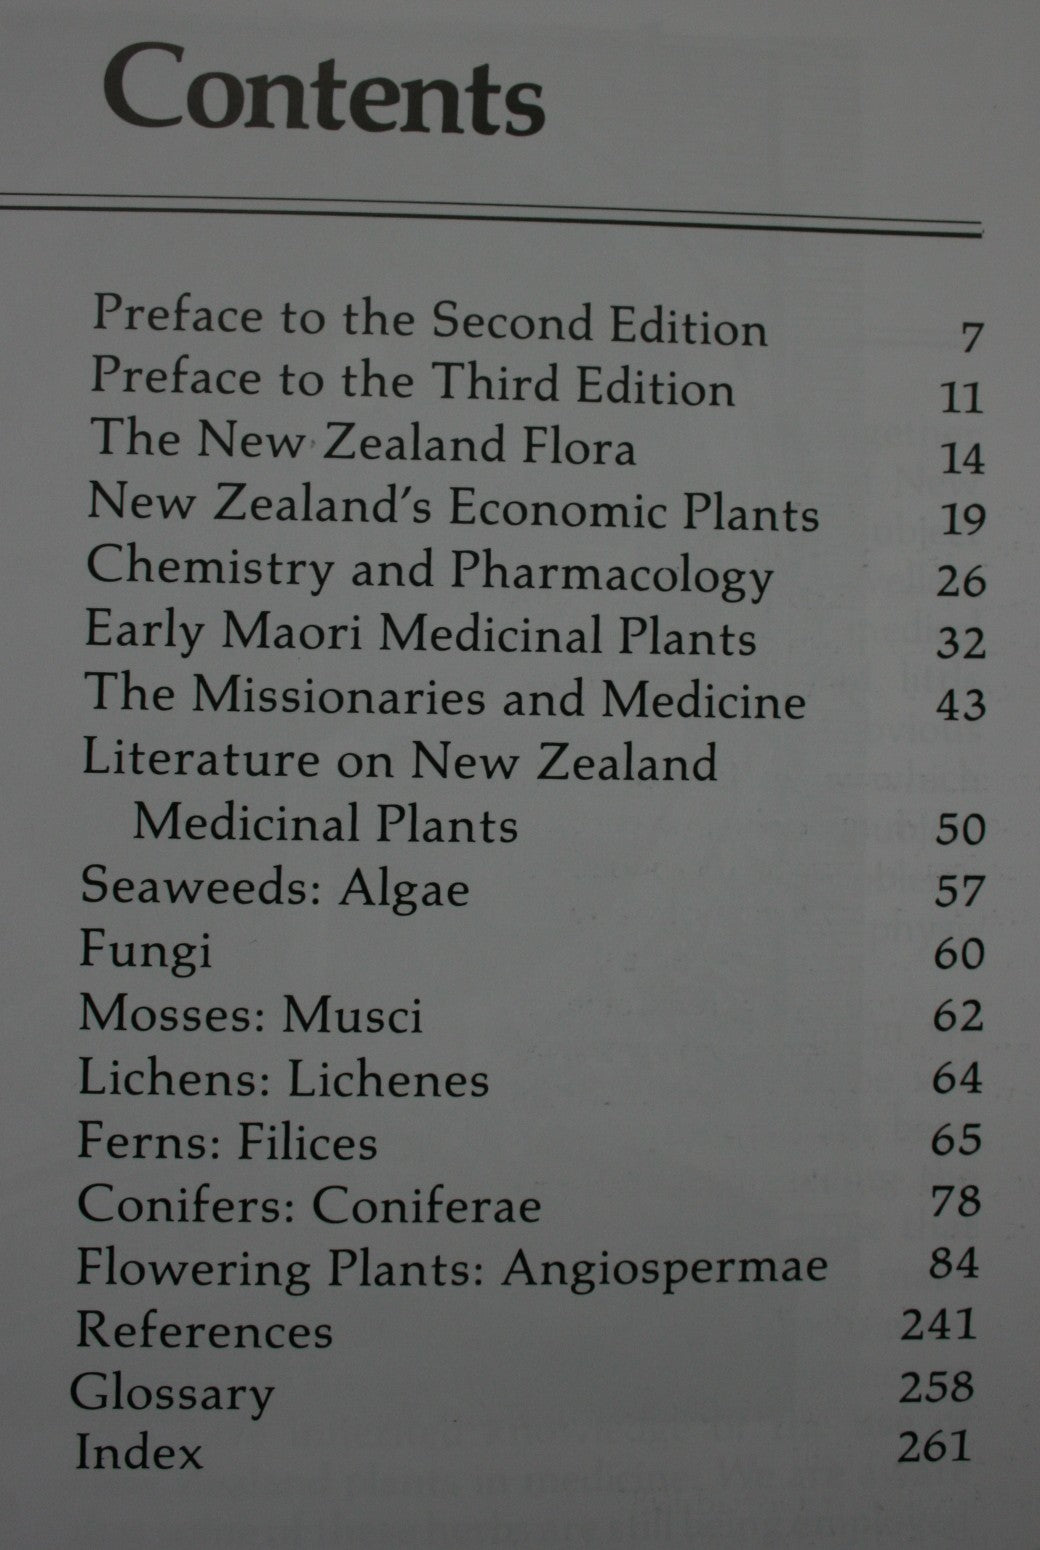 Contents
Preface to the Second Edition 7
Preface to the Third Edition 11
The New Zealand Flora 14
New Zealand's Economic Plants 19
Chemistry and Pharmacology 26
Early Maori Medicinal Plants 32
The Missionaries and Medicine 43
Literature on New Zealand
Medicinal Plants 50
Seaweeds: Algae 57
Fungi 60
Mosses: Musci 62
Lichens: Lichenes 64
Ferns: Filices 65
Conifers: Coniferae 78
Flowering Plants: Angiospermae 84
References 241
Glossary 258
Index 261